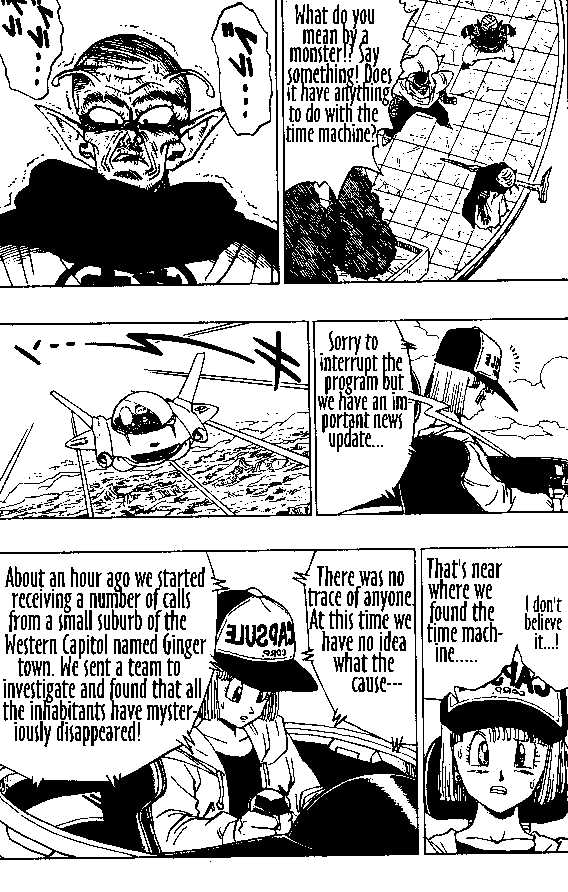 What do you
mean by a
monster!? Say
something! Does
it have anything
to do with the
time machine?
Sorry to
interrupt the
program but
we have an im-
portant news
update...
About an hour ago we started
receiving a number of calls
from a small suburb of the
Western Capitol named Ginger
town. We sent a team to
investigate and found that all
the inhabitants have myster-
iously disappeared!
CAPSULE
CORP
There was no
trace of anyone.
At this time we
have no idea
what the
cause---
That's near
where we
found the
time mach-
ine.....
I don't
believe
it...!
CAPS
CORP